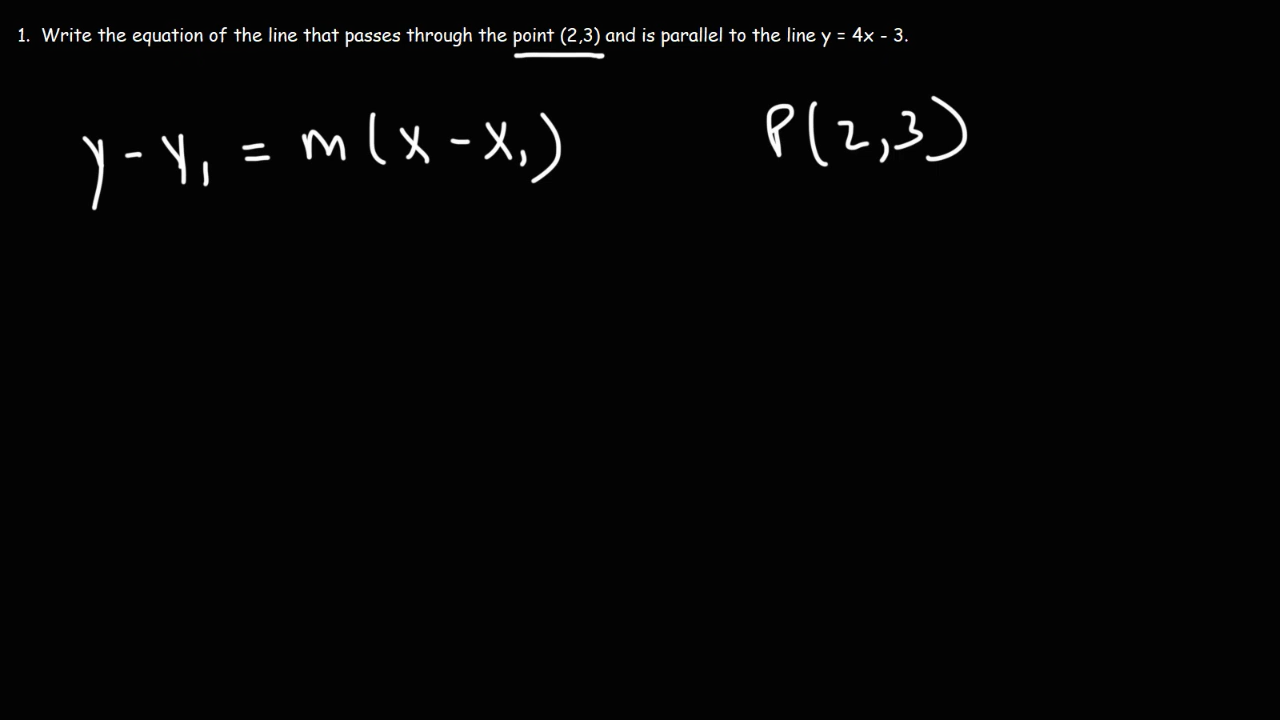 1. Write the equation of the line that passes through the point (2,3) and is parallel to the line y = 4x - 3.
y - y₁ = m(x - x₁) P(2,3)